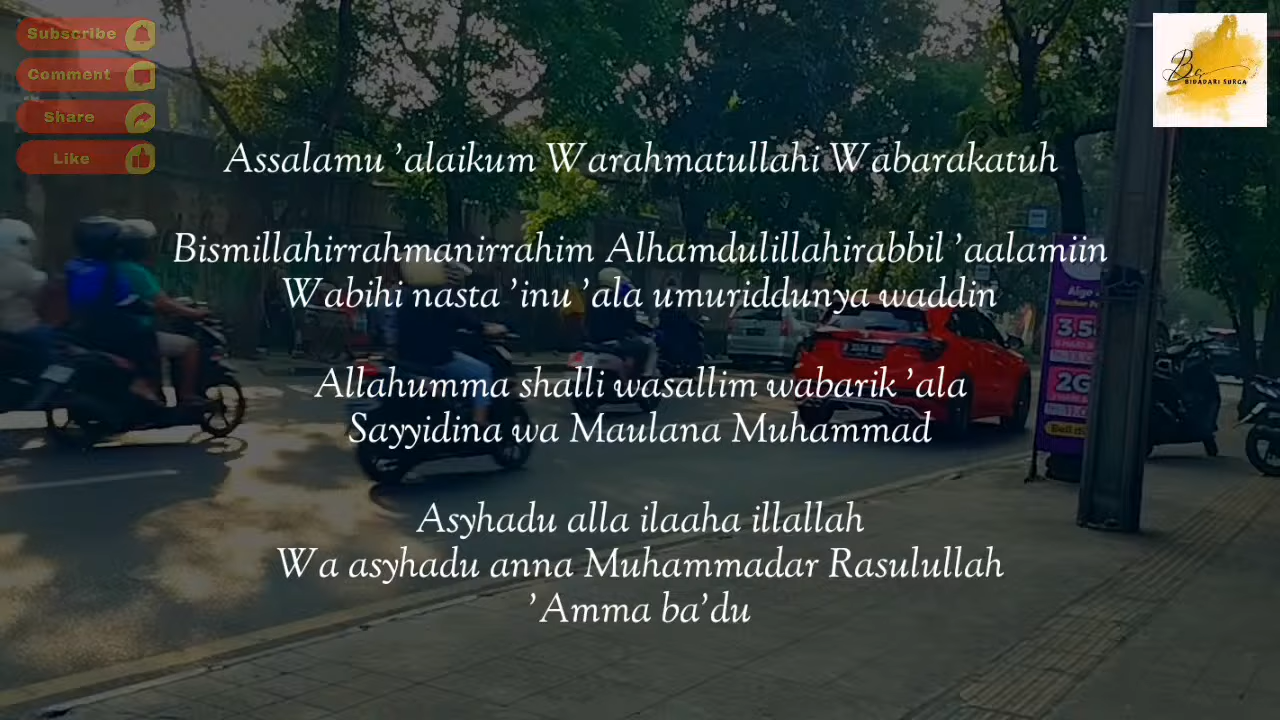 Subscribe
Comment
Share
Like
BIDADARI SURGA
Assalamu 'alaikum Warahmatullahi Wabarakatuh
Bismillahirrahmanirrahim Alhamdulillahirabbil 'aalamiin
Wabihi nasta 'inu 'ala umuriddunya waddin
Allahumma shalli wasallim wabarik 'ala
Sayyidina wa Maulana Muhammad
Asyhadu alla ilaaha illallah
Wa asyhadu anna Muhammadar Rasulullah
'Amma ba'du
3.5
2G